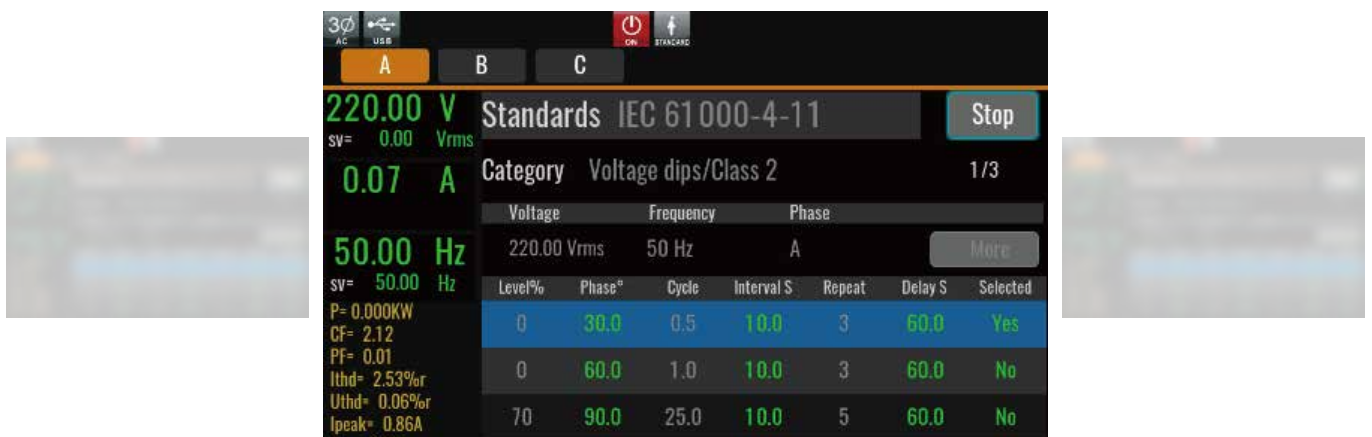 3Ø AC USB ON STANDARD
A B C
220.00 V
sv= 0.00 Vrms
0.07 A
50.00 Hz
sv= 50.00 Hz
P= 0.000KW
CF= 2.12
PF= 0.01
Ithd= 2.53%r
Uthd= 0.06%r
Ipeak= 0.86A
Standards IEC 61000-4-11 Stop
Category Voltage dips/Class 2 1/3
Voltage Frequency Phase
220.00 Vrms 50 Hz A More
Level% Phase° Cycle Interval S Repeat Delay S Selected
0 30.0 0.5 10.0 3 60.0 Yes
0 60.0 1.0 10.0 3 60.0 No
70 90.0 25.0 10.0 5 60.0 No